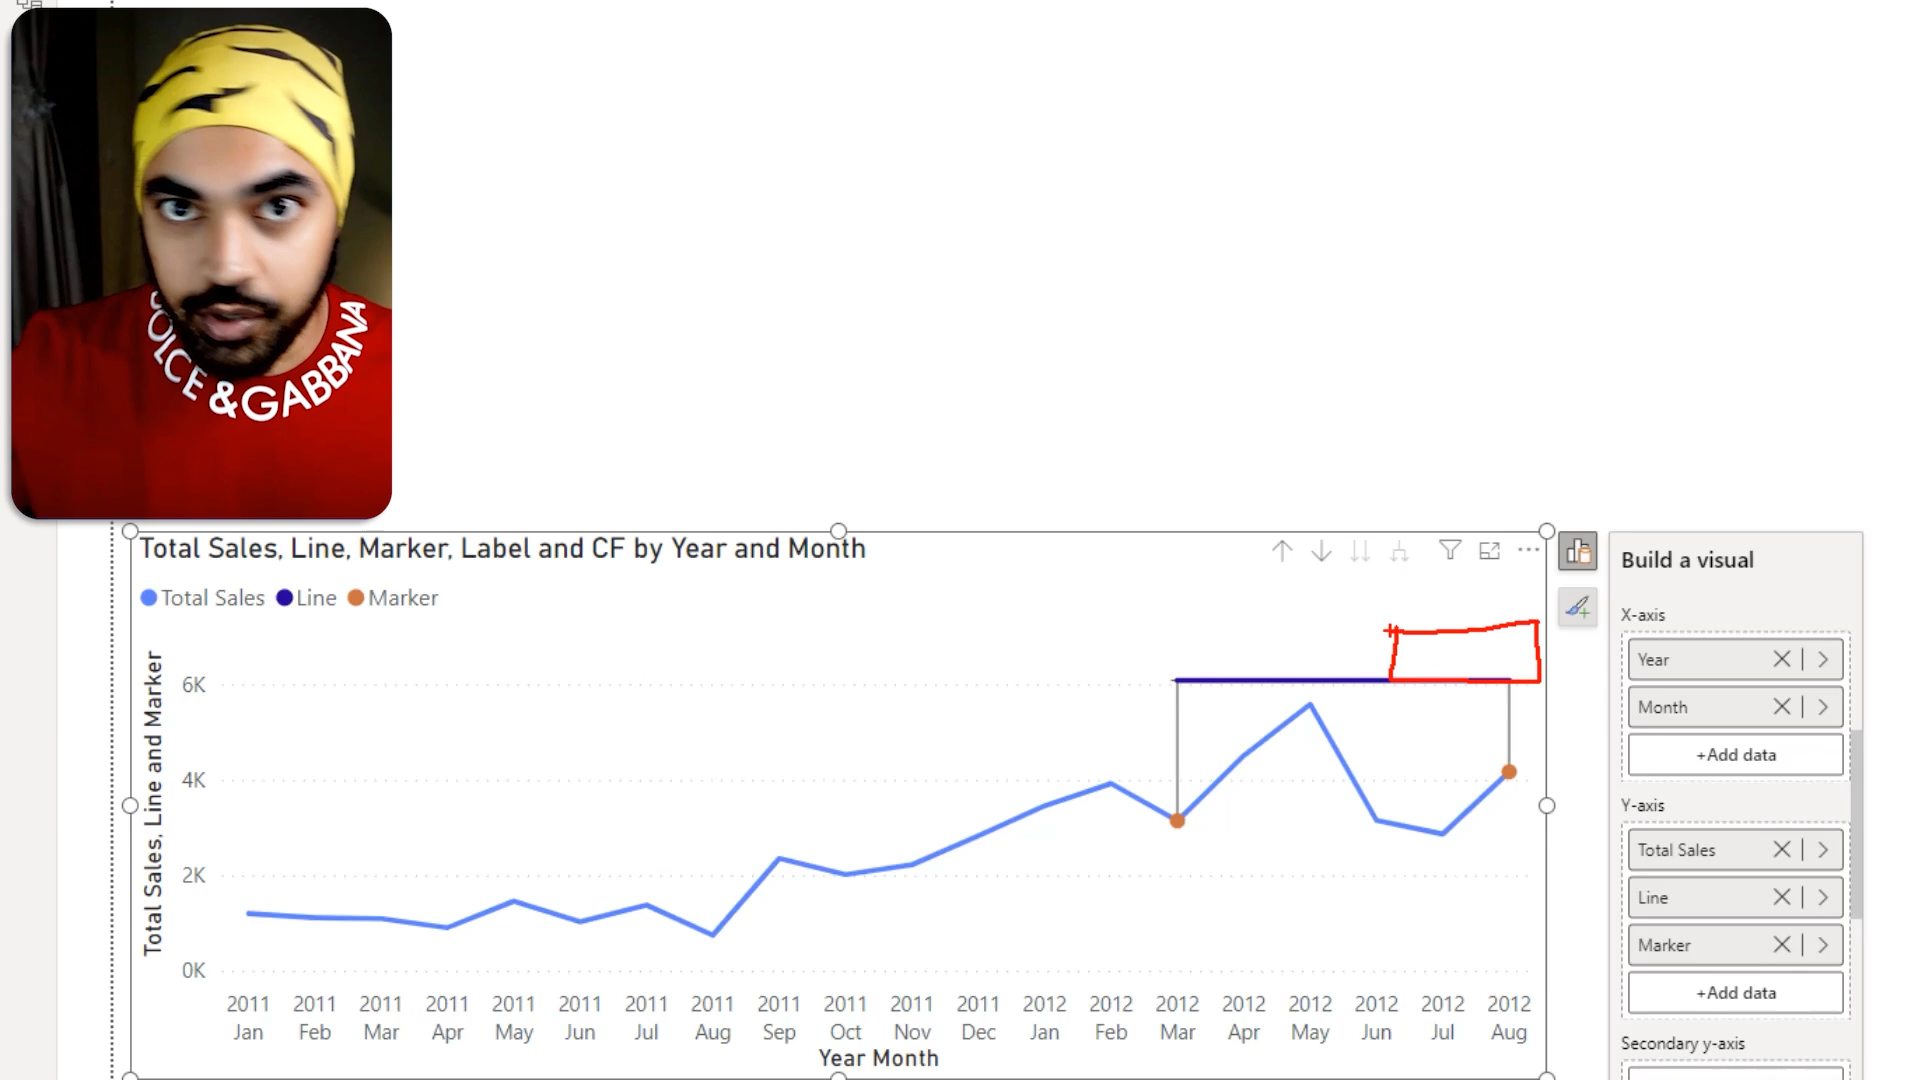 DOLCE &GABBANA
Total Sales, Line, Marker, Label and CF by Year and Month
Total Sales Line Marker
Total Sales, Line and Marker
6K
4K
2K
0K
2011 2011 2011 2011 2011 2011 2011 2011 2011 2011 2011 2011 2012 2012 2012 2012 2012 2012 2012 2012
Jan Feb Mar Apr May Jun Jul Aug Sep Oct Nov Dec Jan Feb Mar Apr May Jun Jul Aug
Year Month
Build a visual
X-axis
Year
Month
+Add data
Y-axis
Total Sales
Line
Marker
+Add data
Secondary y-axis